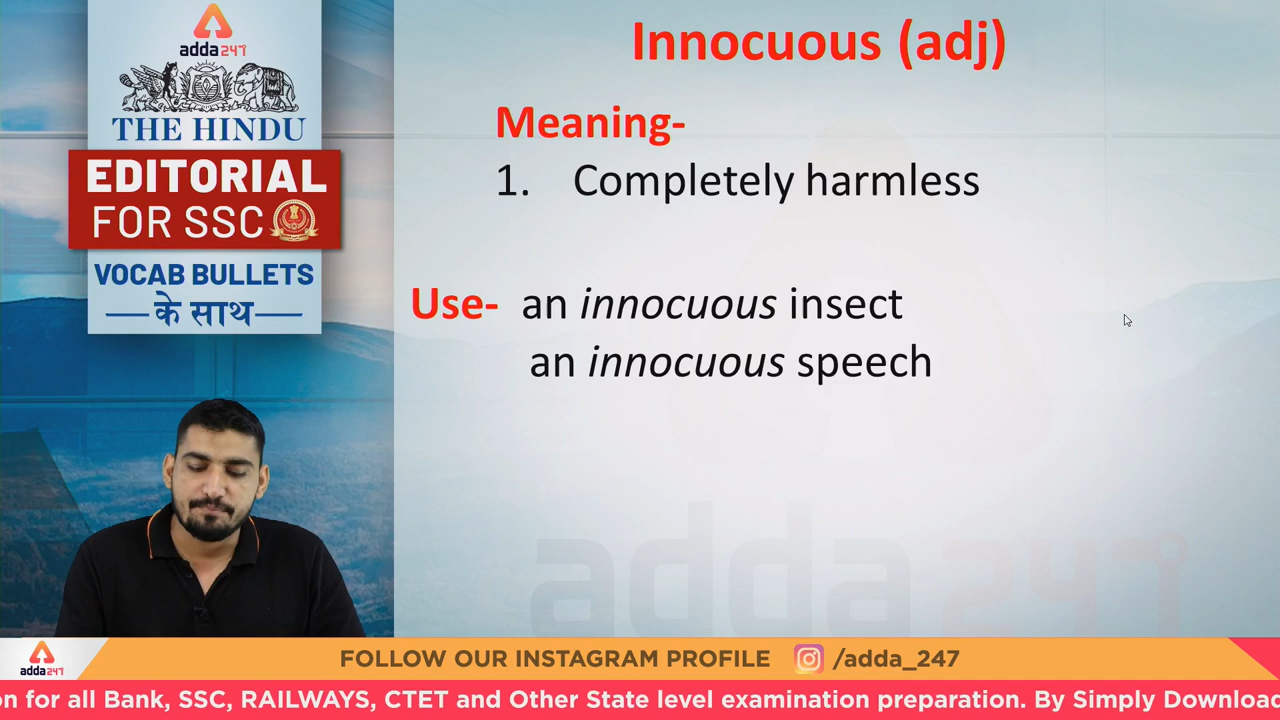 adda247
THE HINDU
EDITORIAL
FOR SSC
VOCAB BULLETS
के साथ
Innocuous (adj)
Meaning-
1. Completely harmless
Use- an innocuous insect
an innocuous speech
adda247
adda247
FOLLOW OUR INSTAGRAM PROFILE /adda_247
on for all Bank, SSC, RAILWAYS, CTET and Other State level examination preparation. By Simply Download